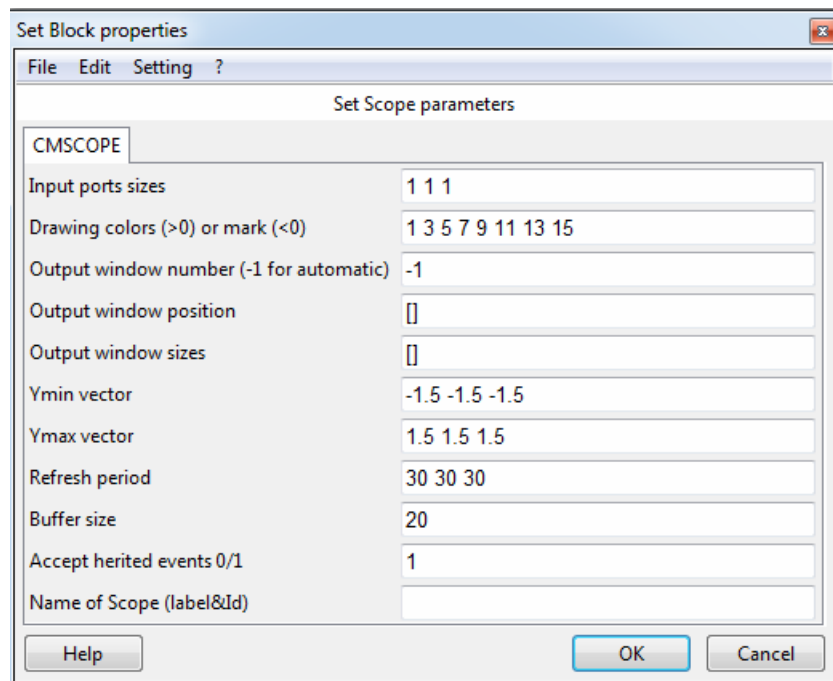 Set Block properties
File Edit Setting ?
Set Scope parameters
CMSCOPE
Input ports sizes 1 1 1
Drawing colors (>0) or mark (<0) 1 3 5 7 9 11 13 15
Output window number (-1 for automatic) -1
Output window position []
Output window sizes []
Ymin vector -1.5 -1.5 -1.5
Ymax vector 1.5 1.5 1.5
Refresh period 30 30 30
Buffer size 20
Accept herited events 0/1 1
Name of Scope (label&Id)
Help OK Cancel